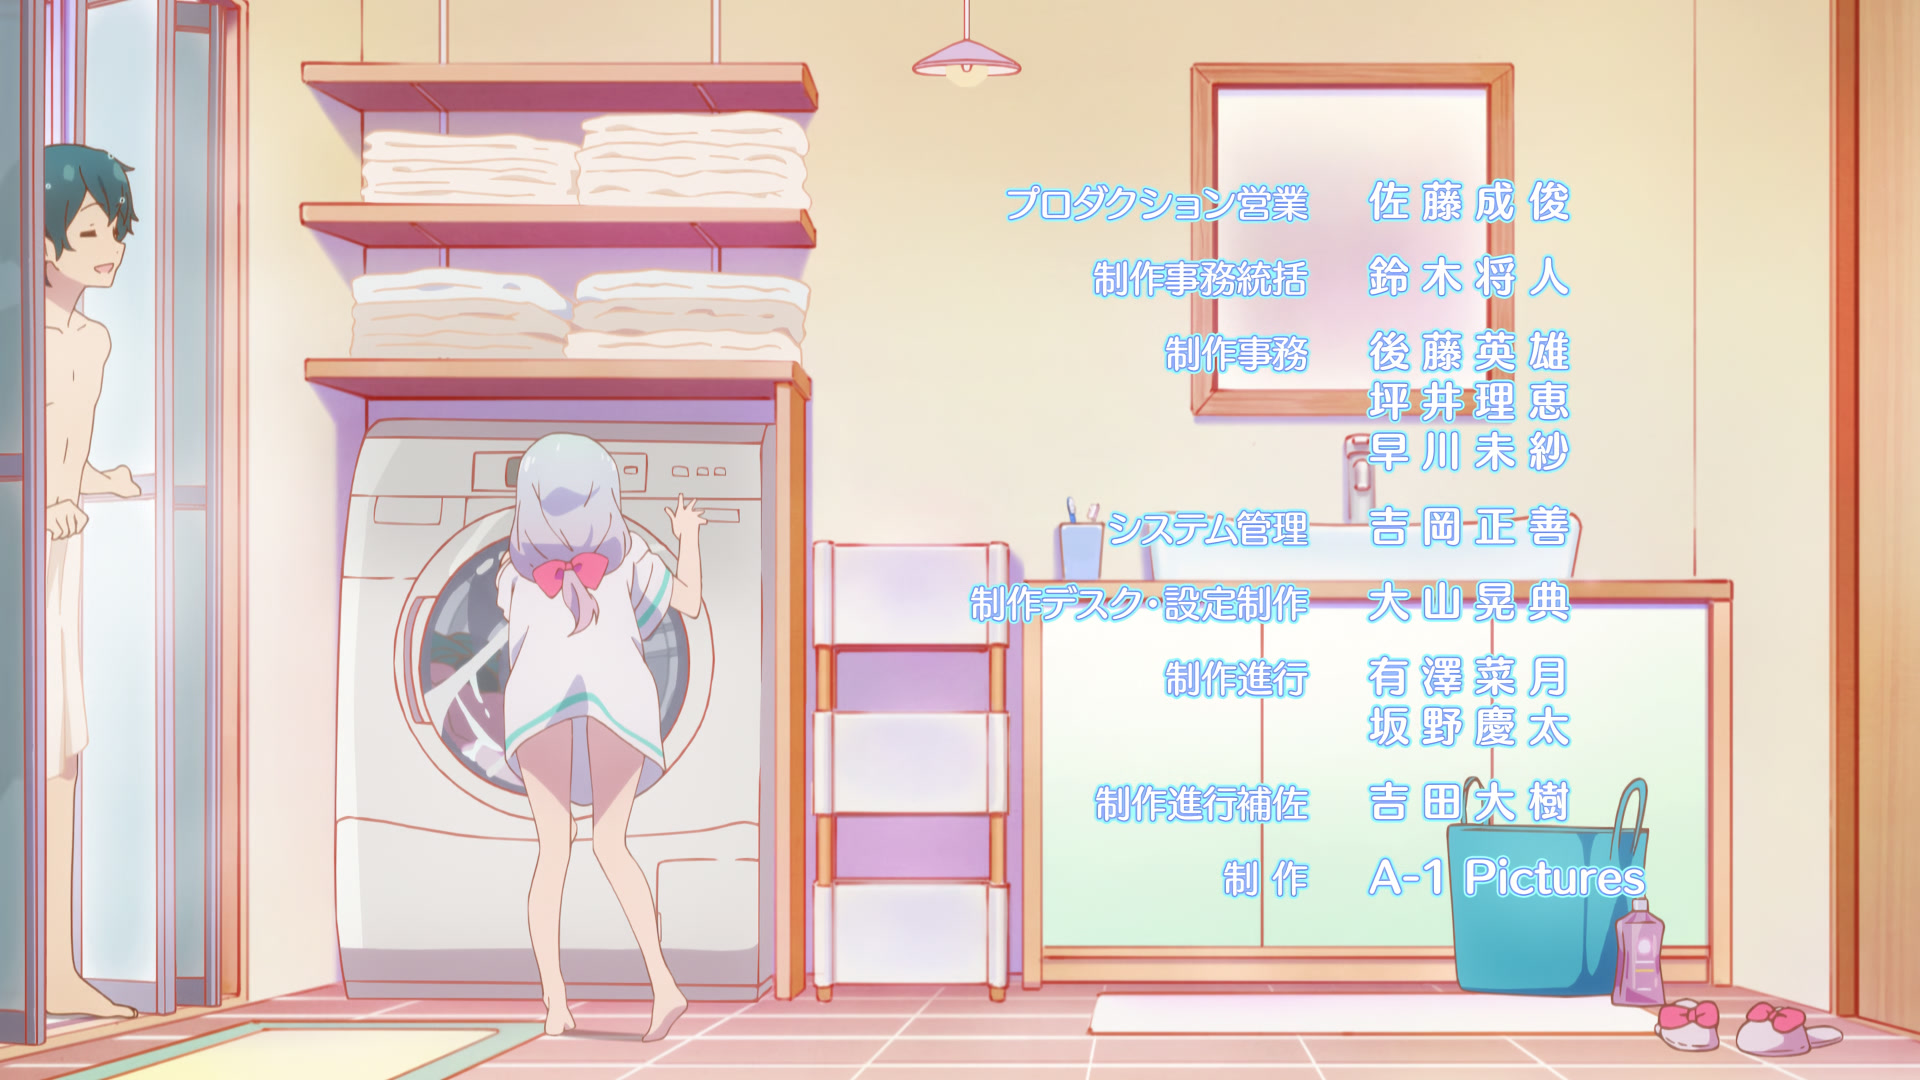 プロダクション営業 佐藤成俊
制作事務統括 鈴木将人
制作事務 後藤英雄
坪井理恵
早川未紗
システム管理 吉岡正善
制作デスク・設定制作 大山晃典
制作進行 有澤菜月
坂野慶太
制作進行補佐 吉田大樹
制作 A-1 Pictures